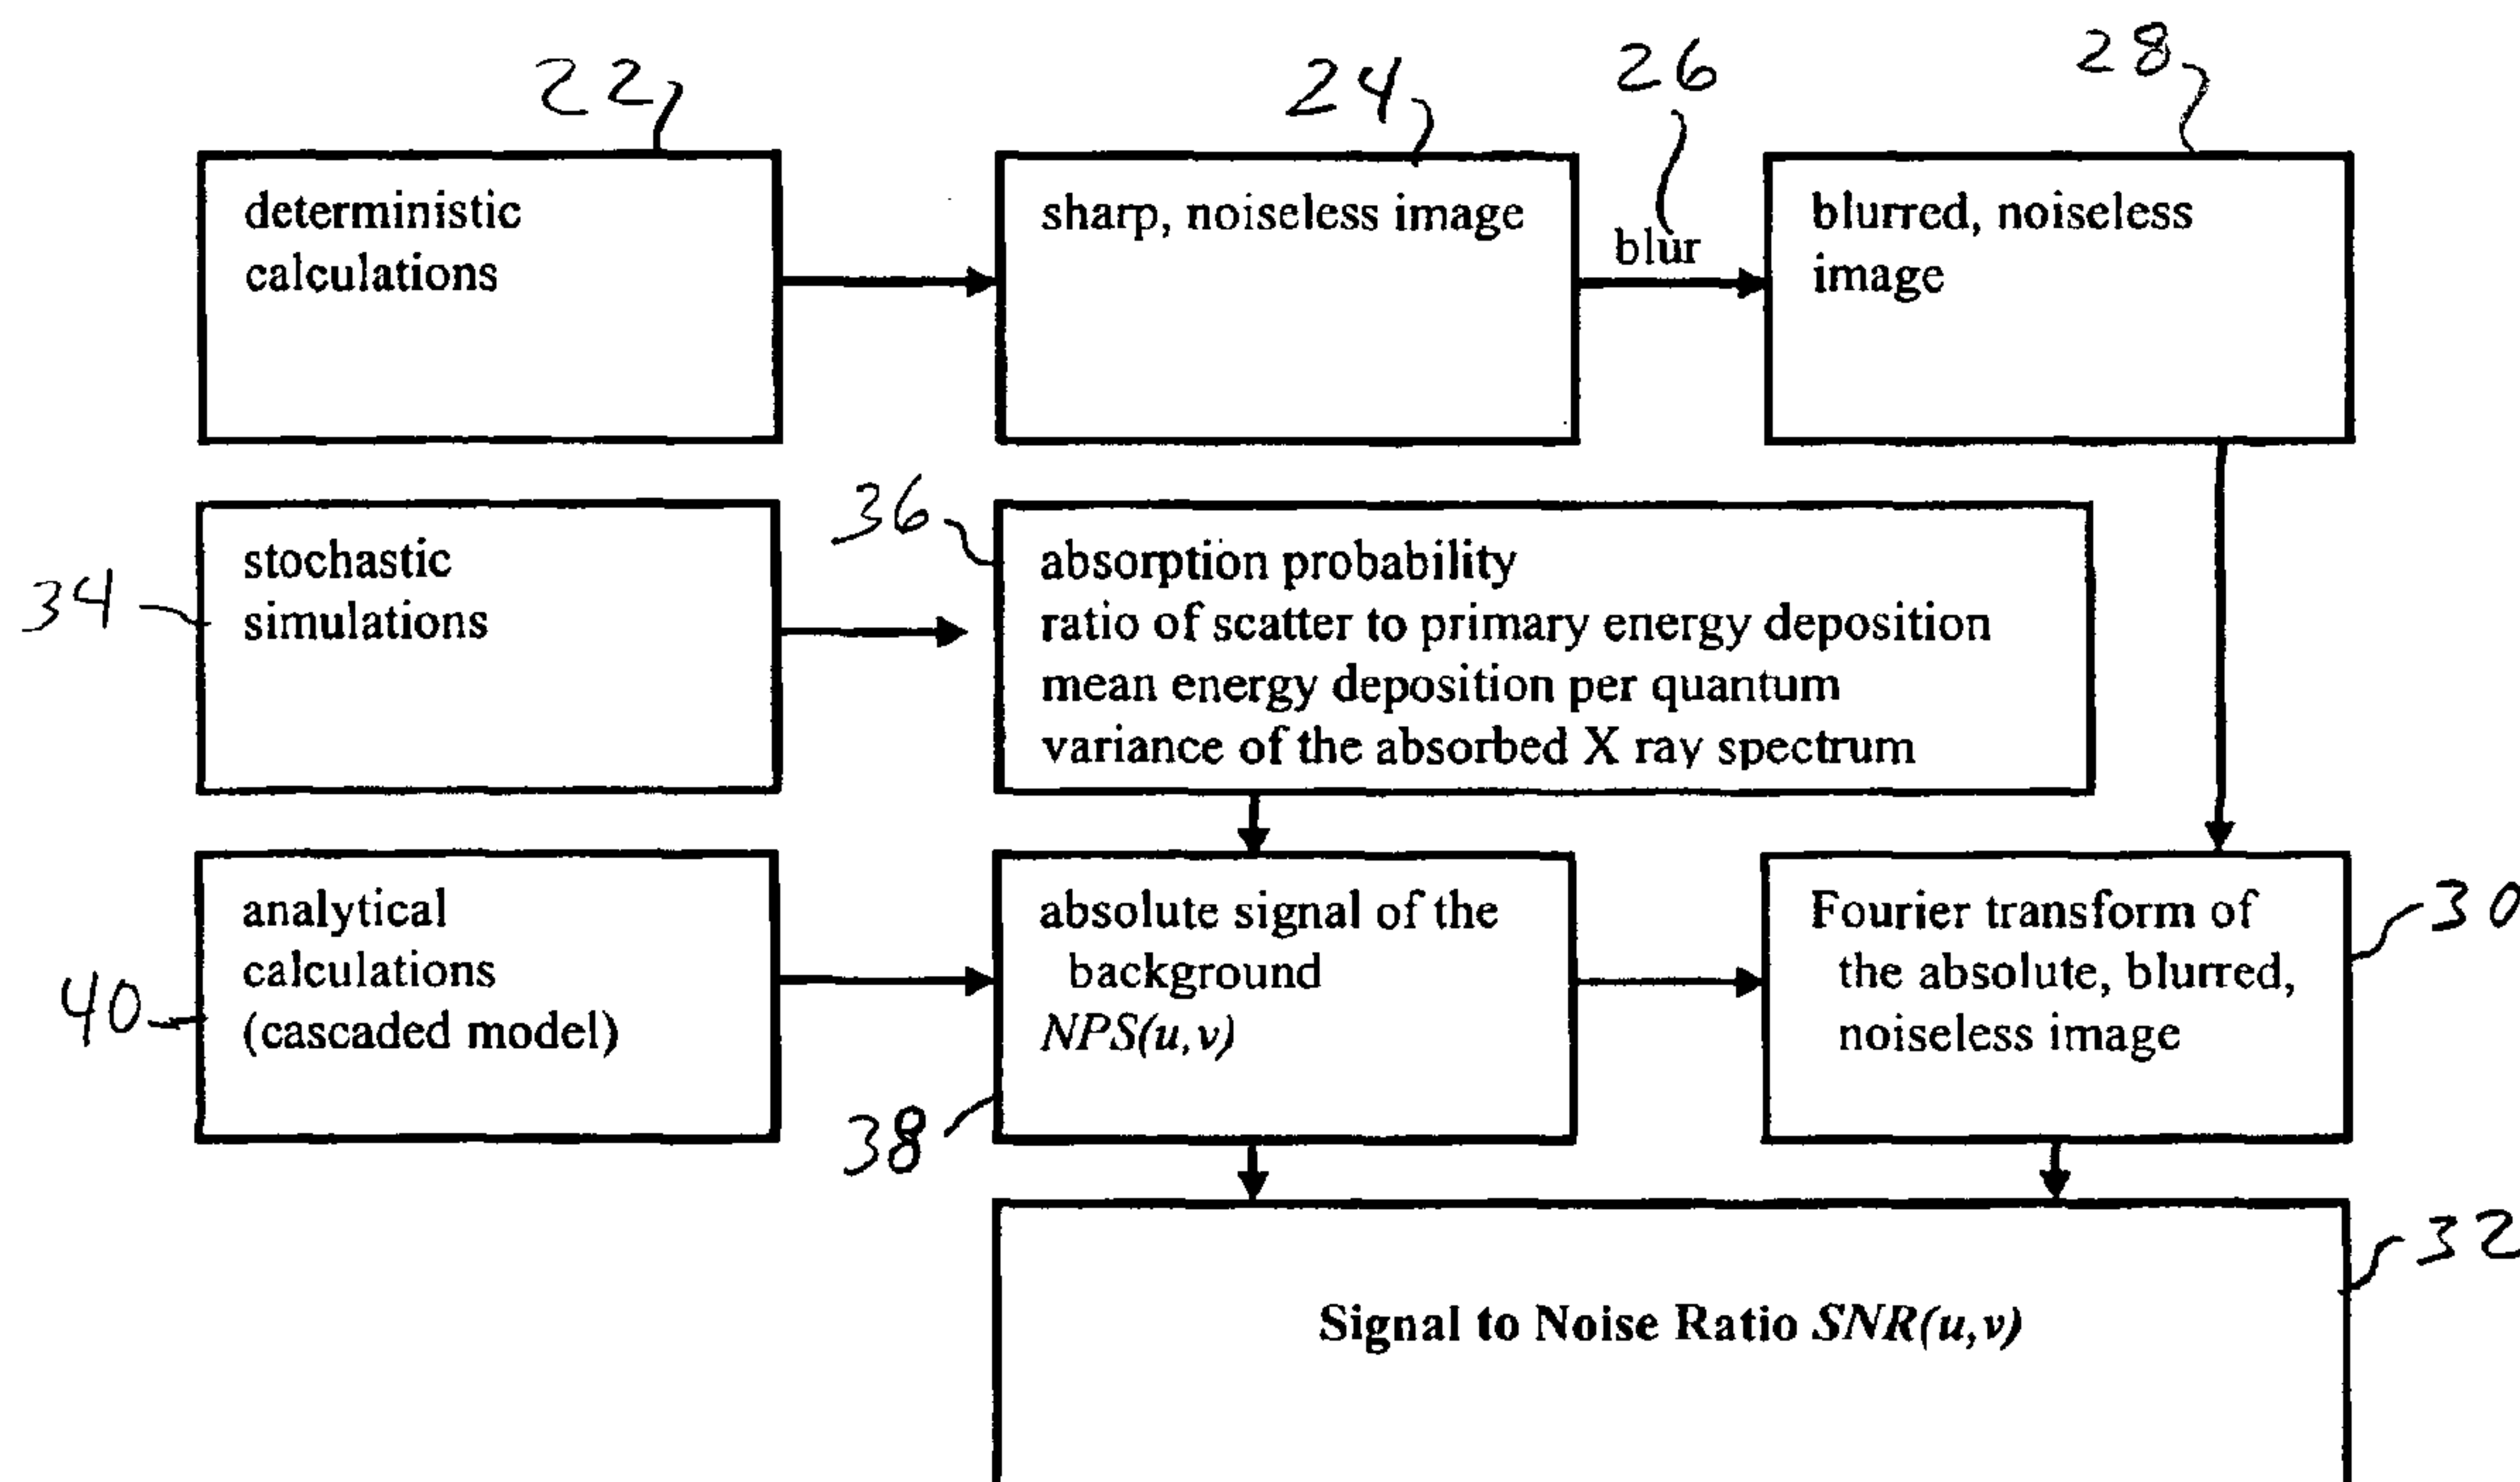 22
24
26
28
deterministic
calculations
sharp, noiseless image
blur
blurred, noiseless
image
34
stochastic
simulations
36
absorption probability
ratio of scatter to primary energy deposition
mean energy deposition per quantum
variance of the absorbed X ray spectrum
40
analytical
calculations
(cascaded model)
38
absolute signal of the
background
NPS(u,v)
Fourier transform of
the absolute, blurred,
noiseless image
30
32
Signal to Noise Ratio SNR(u,v)